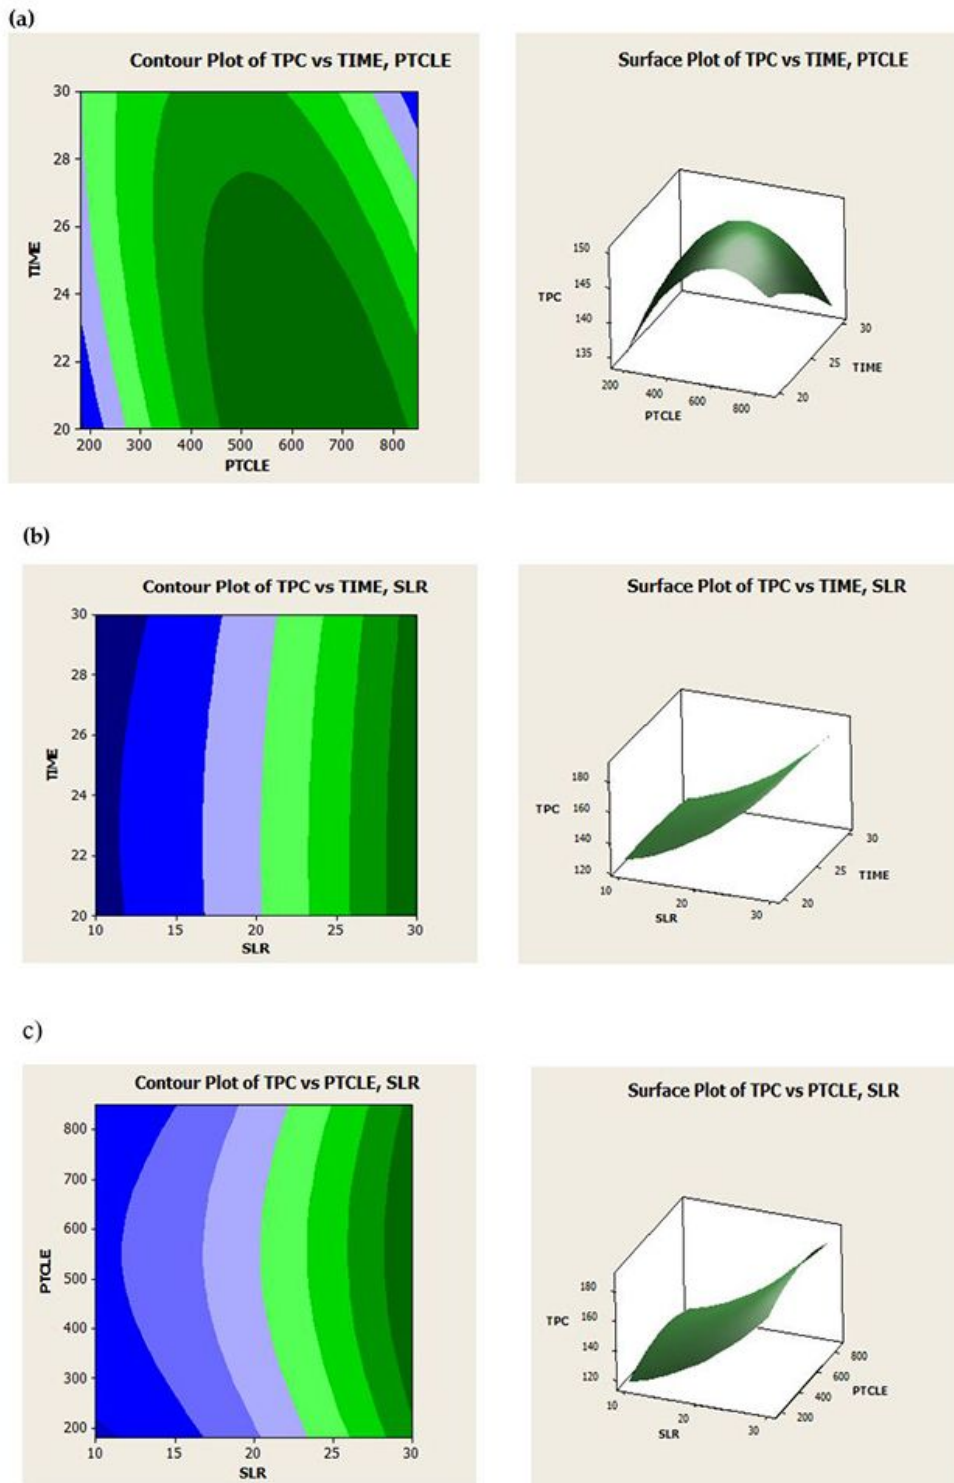 (a)
Contour Plot of TPC vs TIME, PTCLE
30
28
26
24
22
20
TIME
200 300 400 500 600 700 800
PTCLE
Surface Plot of TPC vs TIME, PTCLE
150
145
140
135
TPC
200 400 600 800
PTCLE
20
25
30
TIME
(b)
Contour Plot of TPC vs TIME, SLR
30
28
26
24
22
20
TIME
10 15 20 25 30
SLR
Surface Plot of TPC vs TIME, SLR
180
160
140
120
TPC
10 20 30
SLR
20
25
30
TIME
c)
Contour Plot of TPC vs PTCLE, SLR
800
700
600
500
400
300
200
PTCLE
10 15 20 25 30
SLR
Surface Plot of TPC vs PTCLE, SLR
180
160
140
120
TPC
10 20 30
SLR
200
400
600
800
PTCLE